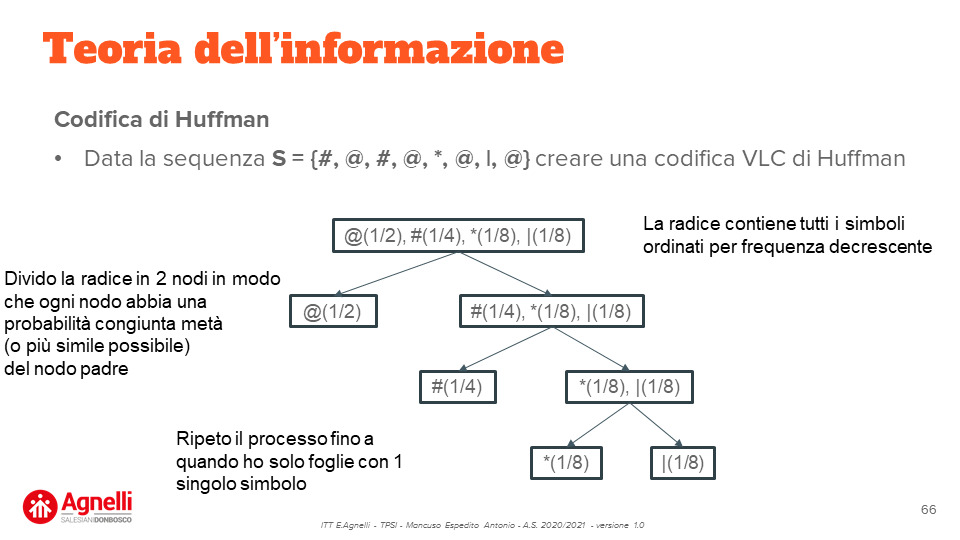 Teoria dell'informazione
Codifica di Huffman
• Data la sequenza S = {#, @, #, @, *, @, |, @} creare una codifica VLC di Huffman
@(1/2), #(1/4), *(1/8), |(1/8)
La radice contiene tutti i simboli
ordinati per frequenza decrescente
Divido la radice in 2 nodi in modo
che ogni nodo abbia una
probabilità congiunta metà
(o più simile possibile)
del nodo padre
@(1/2)
#(1/4), *(1/8), |(1/8)
#(1/4)
*(1/8), |(1/8)
Ripeto il processo fino a
quando ho solo foglie con 1
singolo simbolo
*(1/8)
|(1/8)
Agnelli
SALESIANI DONBOSCO
66
ITT E.Agnelli - TPSI - Mancuso Espedito Antonio - A.S. 2020/2021 - versione 1.0